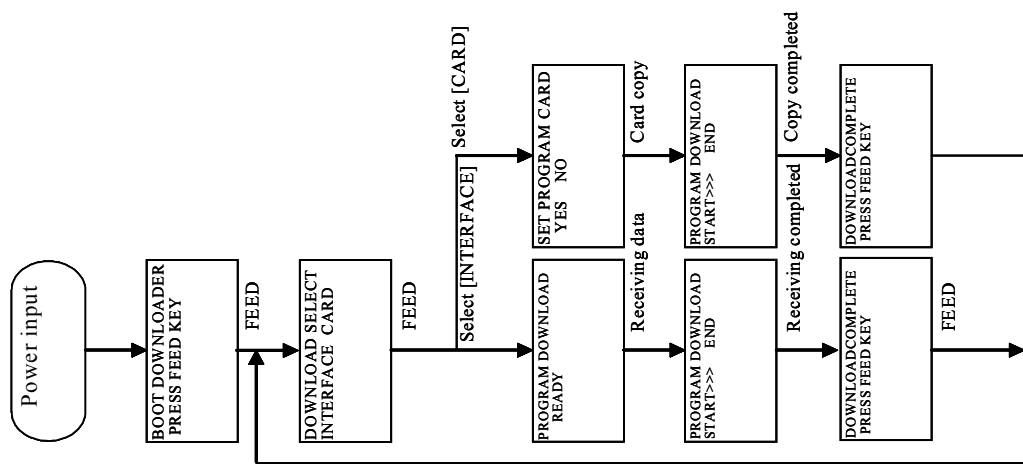 Power input
BOOT DOWNLOADER
PRESS FEED KEY
FEED
DOWNLOAD SELECT
INTERFACE CARD
FEED
Select [INTERFACE]
Select [CARD]
PROGRAM DOWNLOAD
READY
Receiving data
PROGRAM DOWNLOAD
START>>> END
Receiving completed
DOWNLOADCOMPLETE
PRESS FEED KEY
FEED
SET PROGRAM CARD
YES NO
Card copy
PROGRAM DOWNLOAD
START>>> END
Copy completed
DOWNLOADCOMPLETE
PRESS FEED KEY